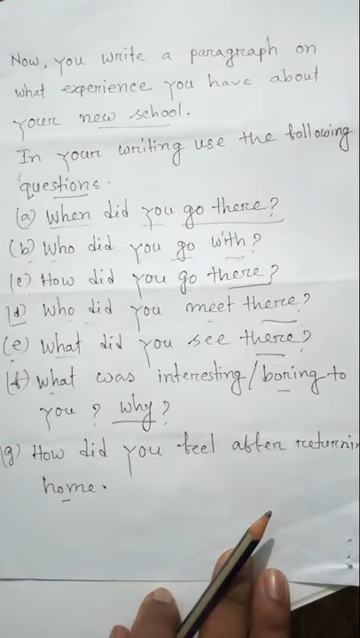 Now, you write a paragraph on
what experience you have about
your new school.
In your writing use the following
questions.
(a) When did you go there?
(b) Who did you go with?
(c) How did you go there?
(d) Who did you meet there?
(e) What did you see there?
(f) What was interesting/boring to
you? why?
(g) How did you feel after returnin
home.